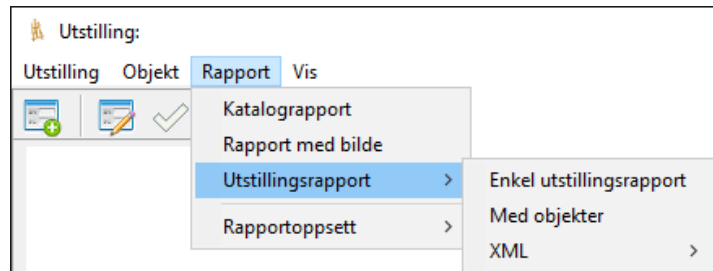 Utstilling:
Utstilling Objekt Rapport Vis
Katalograpport
Rapport med bilde
Utstillingsrapport
Rapportoppsett
Enkel utstillingsrapport
Med objekter
XML